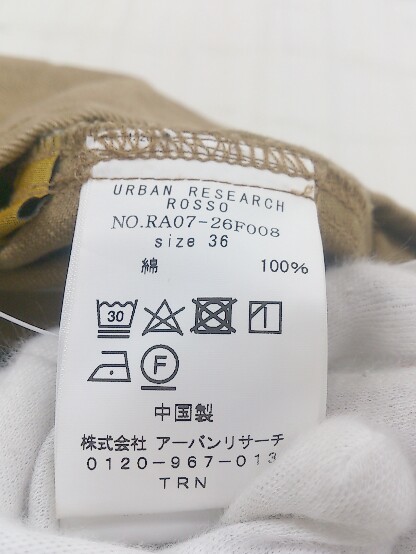 URBAN RESEARCH
ROSSO
NO.RA07-26F008
size 36
綿 100%
30
F
中国製
株式会社 アーバンリサーチ
0120-967-013
TRN